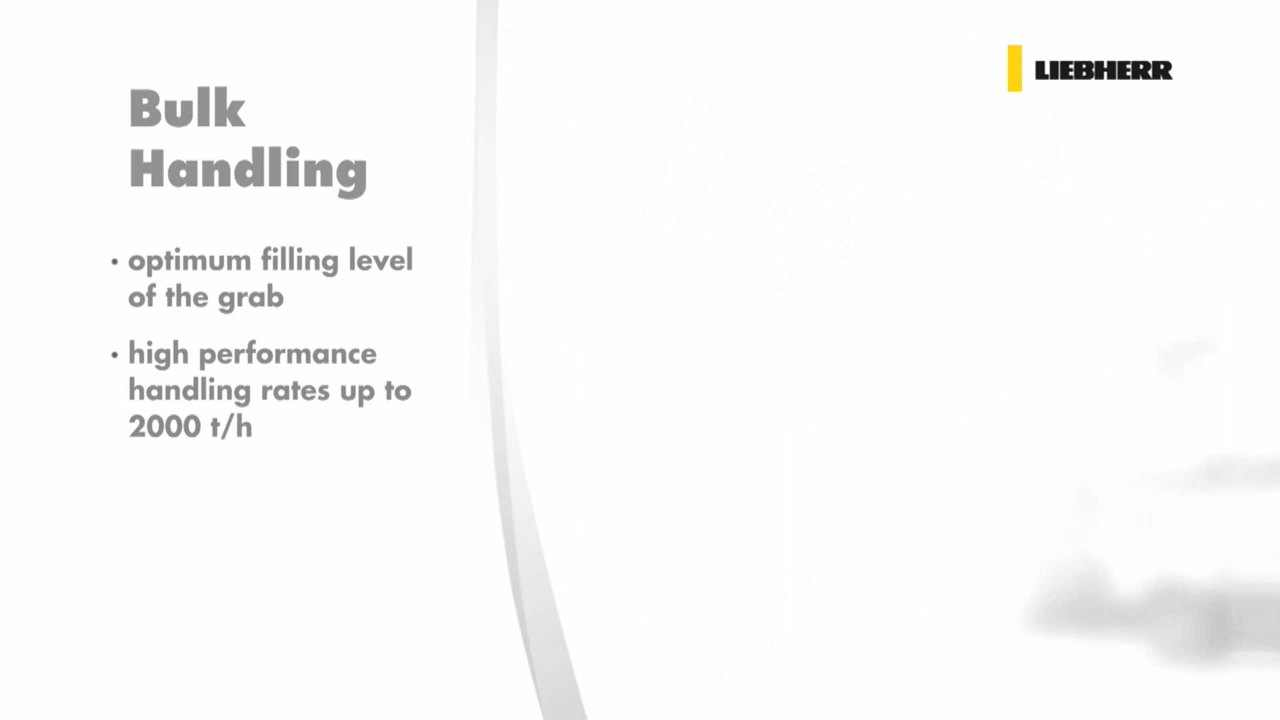 Bulk
Handling
• optimum filling level
of the grab
• high performance
handling rates up to
2000 t/h
LIEBHERR